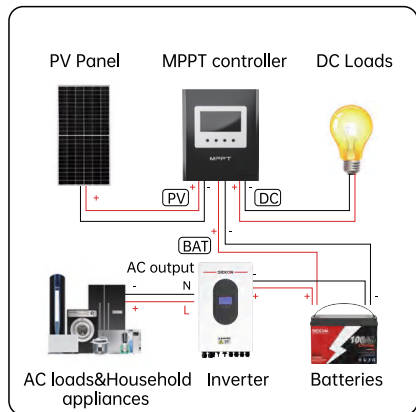 PV Panel
MPPT controller
DC Loads
MPPT
+
PV
+
-
+
-
DC
+
-
+
-
BAT
AC output
-
N
+
L
-
+
+
-
AC loads&Household
appliances
Inverter
Batteries